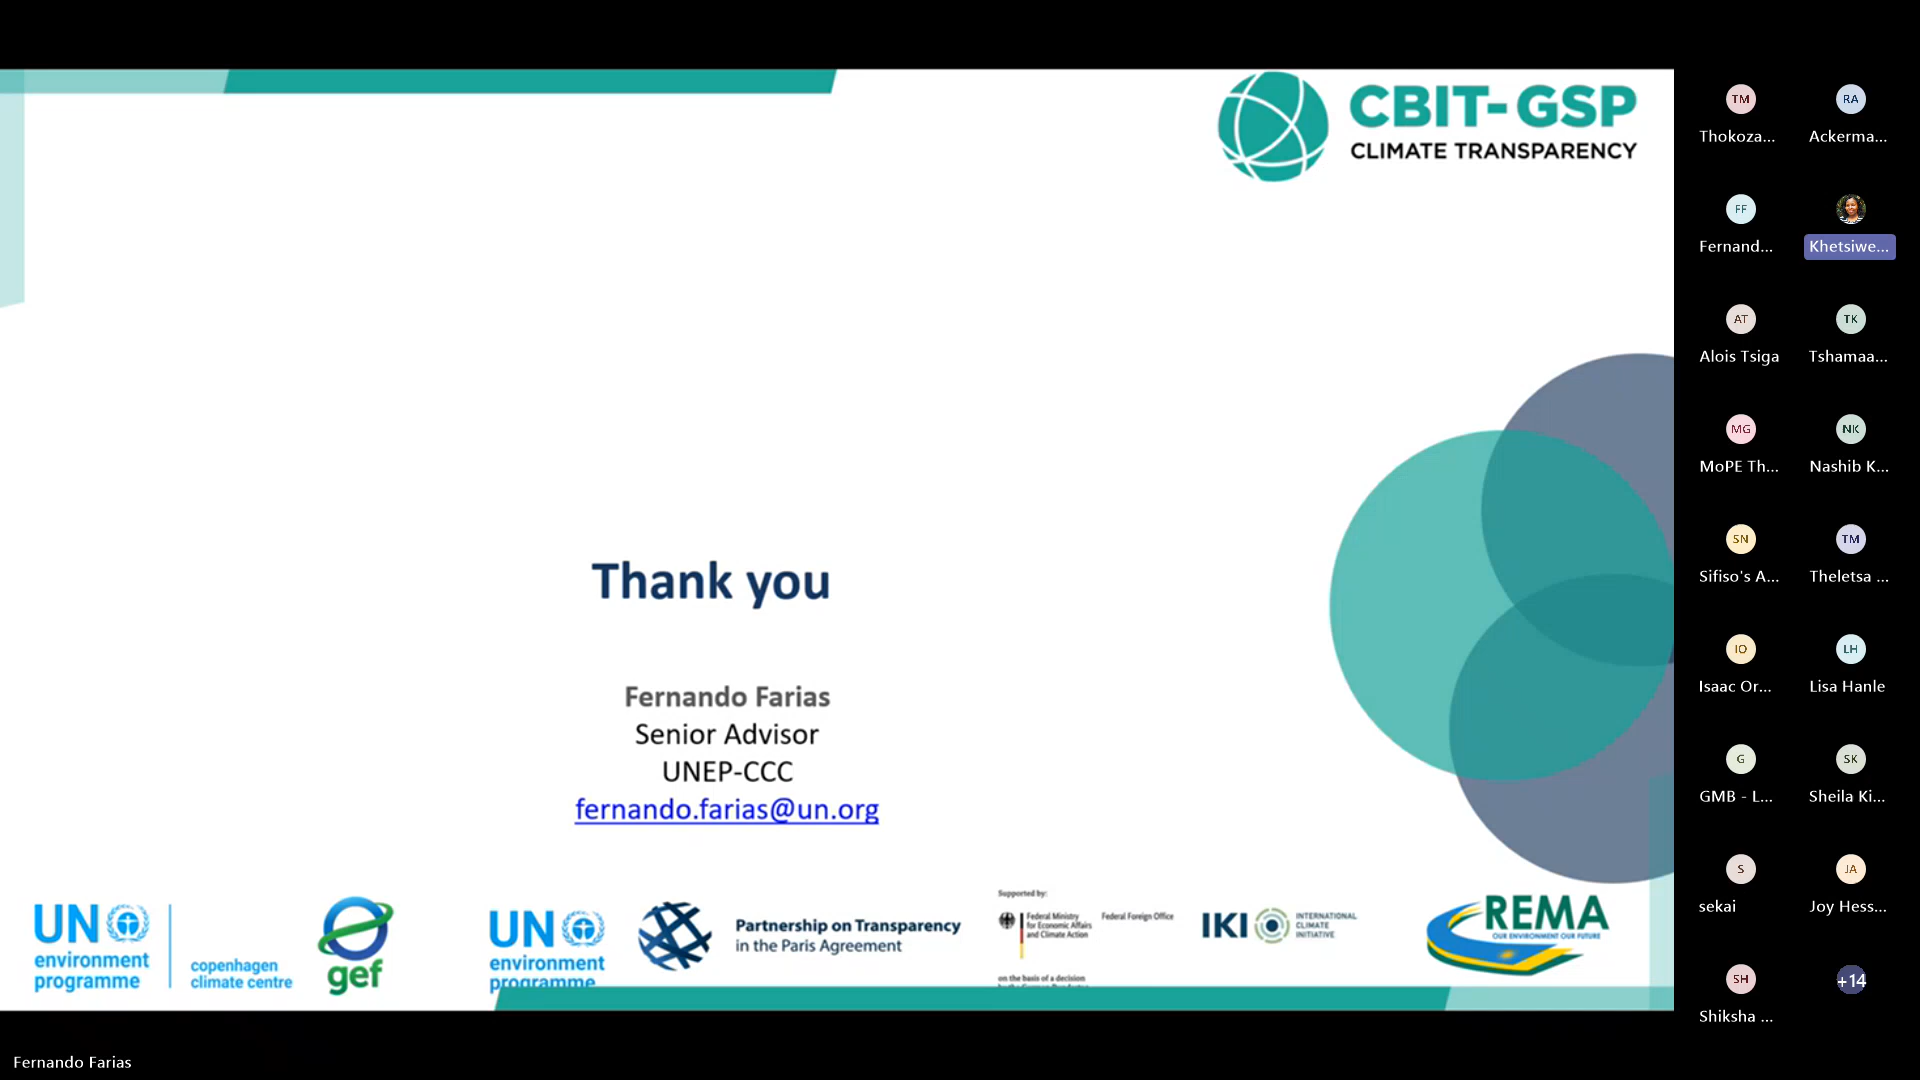 CBIT-GSP
CLIMATE TRANSPARENCY
Thank you
Fernando Farias
Senior Advisor
UNEP-CCC
fernando.farias@un.org
UN
environment
programme
copenhagen
climate centre
gef
UN
environment
programme
Partnership on Transparency
in the Paris Agreement
Supported by:
Federal Ministry
for Economic Affairs
and Climate Action
Federal Foreign Office
on the basis of a decision
IKI
INTERNATIONAL
CLIMATE
INITIATIVE
REMA
OUR ENVIRONMENT OUR FUTURE
TM
Thokoza...
RA
Ackerma...
FF
Fernand...
Khetsiwe...
AT
Alois Tsiga
TK
Tshamaa...
MG
MoPE Th...
NK
Nashib K...
SN
Sifiso's A...
TM
Theletsa ...
IO
Isaac Or...
LH
Lisa Hanle
G
GMB - L...
SK
Sheila Ki...
S
sekai
JA
Joy Hess...
SH
Shiksha ...
+14
Fernando Farias